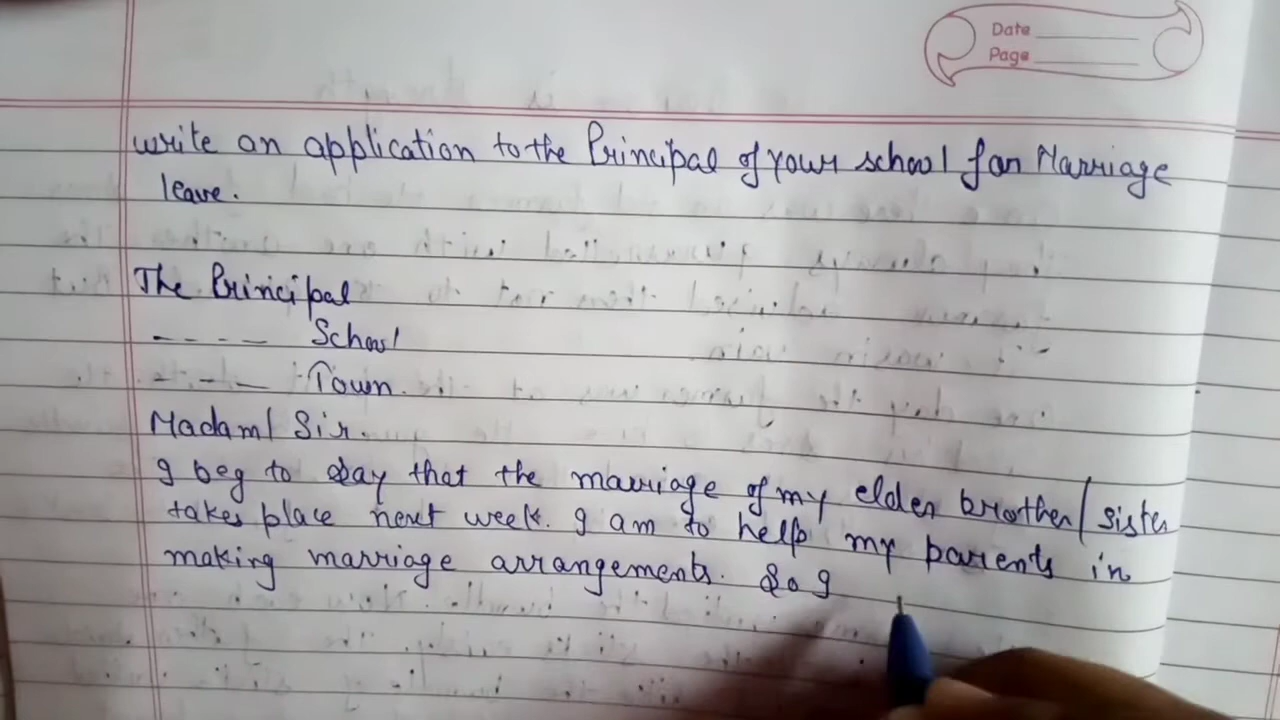 Date
Page
write an application to the Principal of your school for Marriage
leave.
The Principal
---- School
---- Town.
Madam/ Sir.
I beg to say that the marriage of my elder brother/ sister
takes place next week. I am to help my parents in
making marriage arrangements. So I